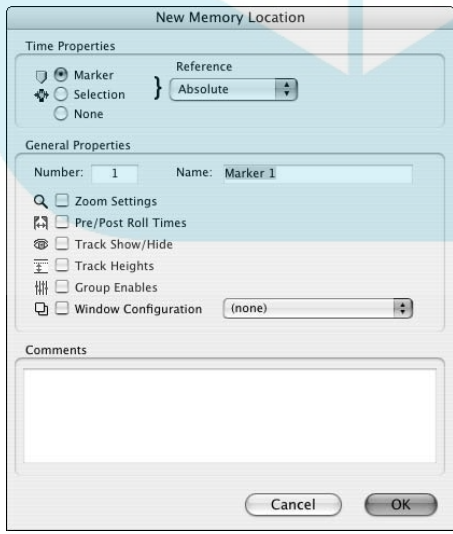 New Memory Location
Time Properties
Marker
Selection
None
Reference
Absolute
General Properties
Number: 1 Name: Marker 1
Zoom Settings
Pre/Post Roll Times
Track Show/Hide
Track Heights
Group Enables
Window Configuration (none)
Comments
Cancel OK